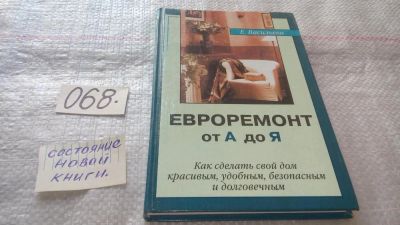 068.
состояние
новой
книги.
Е. Васильева
ЕВРОРЕМОНТ
от А до Я
Как сделать свой дом
красивым, удобным, безопасным
и долговечным